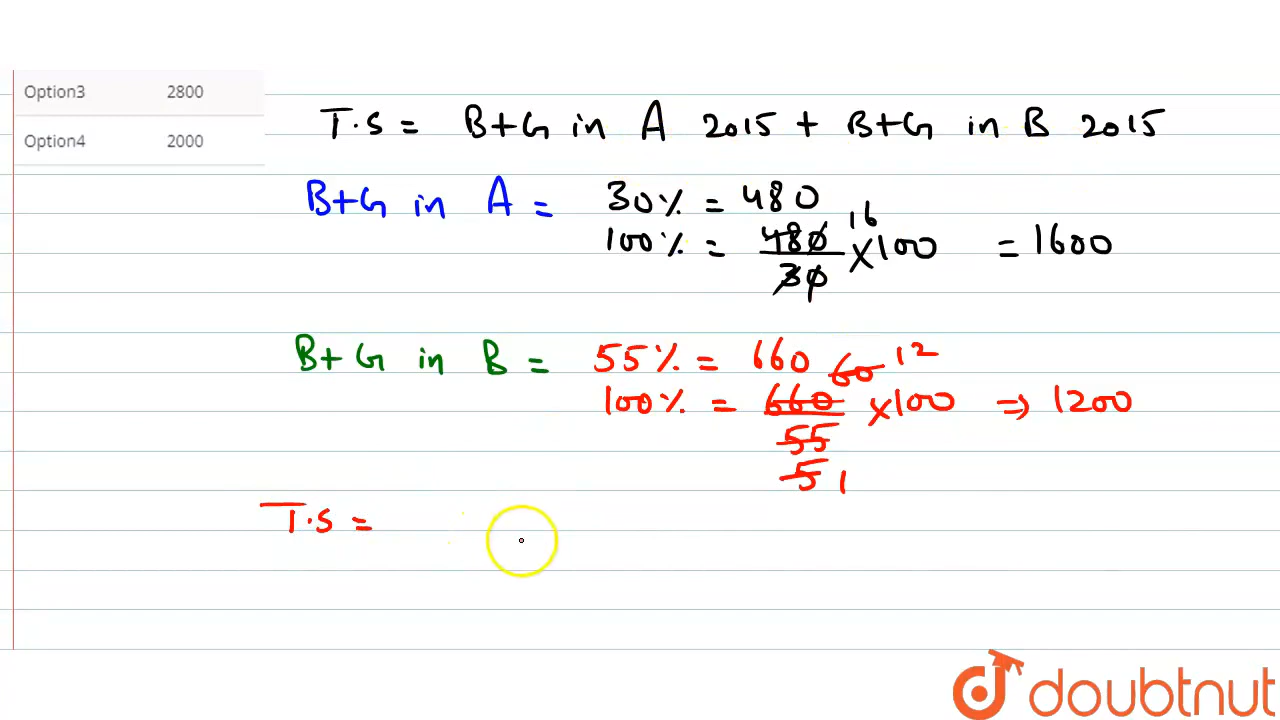 Option3 2800
Option4 2000
T.S = B+G in A 2015 + B+G in B 2015
B+G in A = 30% = 480
100% = 480/30 × 100 = 1600
16
B+G in B = 55% = 660
60 12
100% = 660/55 × 100 ⇒ 1200
5 1
T.S =
doubtnut